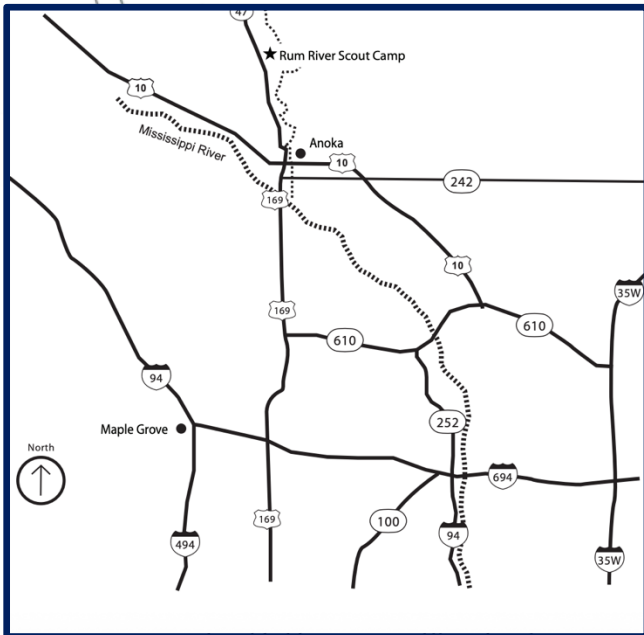 47
Rum River Scout Camp
10
Mississippi River
Anoka
10
242
169
10
35W
169
610
610
94
252
Maple Grove
North
694
169
100
494
94
35W